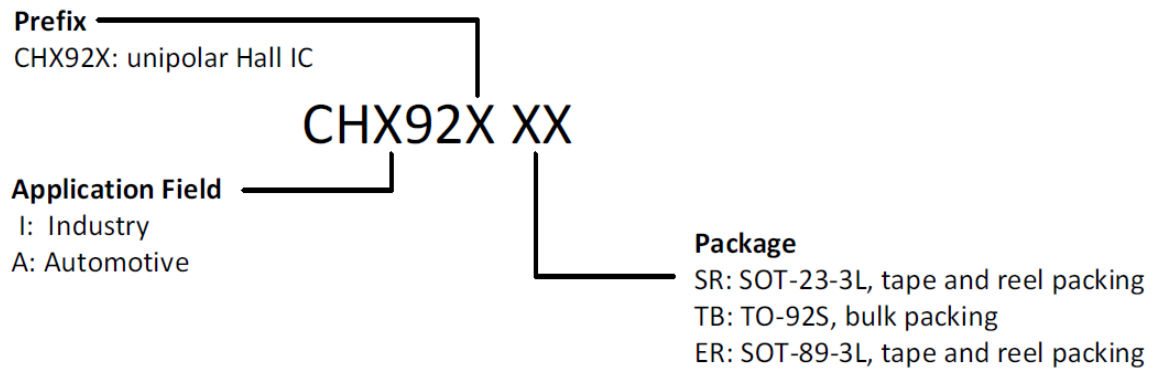 Prefix
CHX92X: unipolar Hall IC
CHX92X XX
Application Field
I: Industry
A: Automotive
Package
SR: SOT-23-3L, tape and reel packing
TB: TO-92S, bulk packing
ER: SOT-89-3L, tape and reel packing